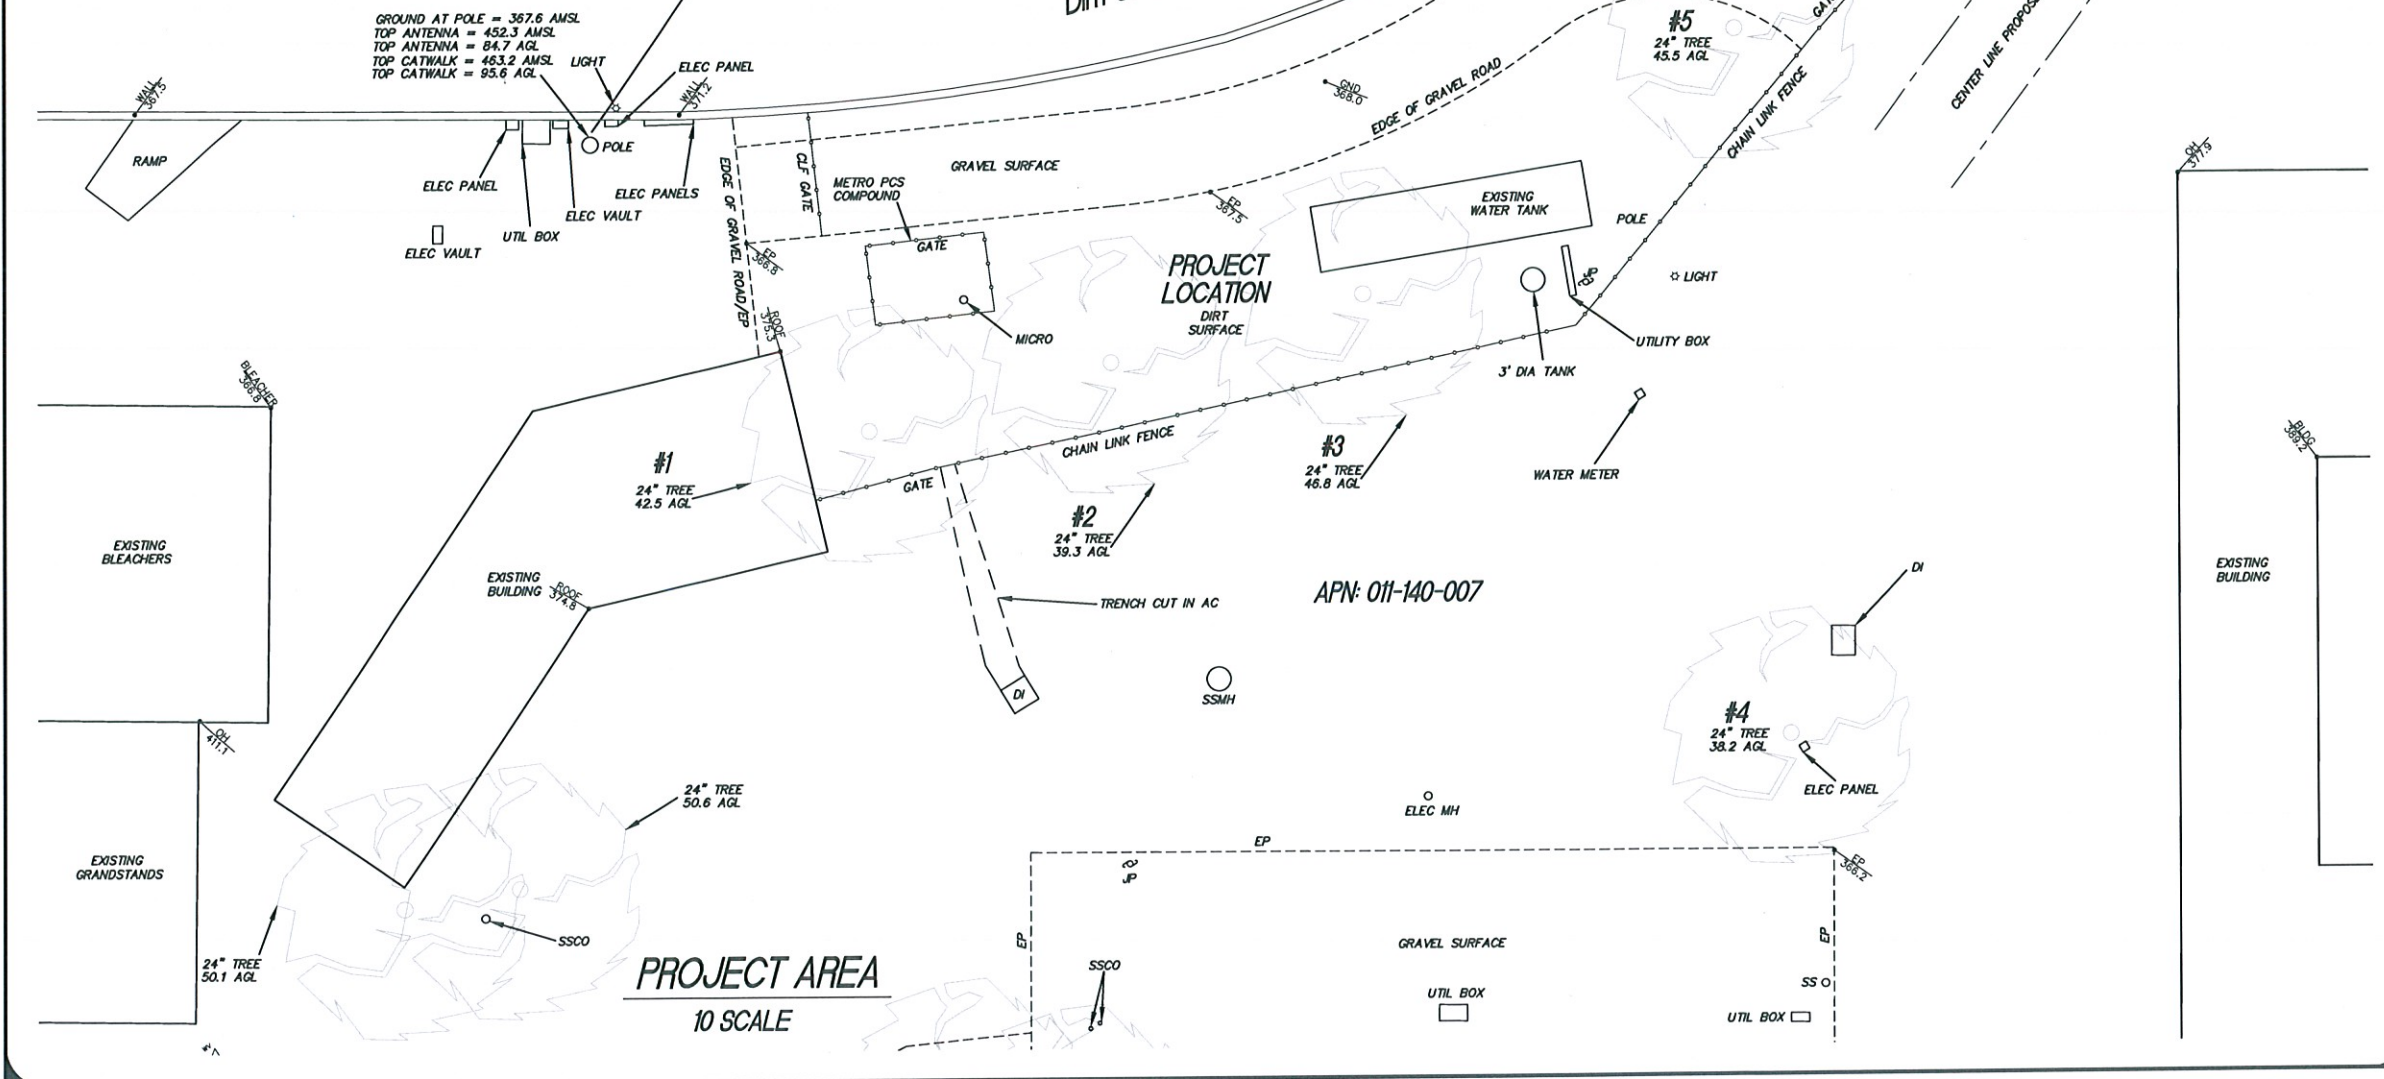 GROUND AT POLE = 367.6 AMSL
TOP ANTENNA = 452.3 AMSL
TOP ANTENNA = 84.7 AGL
TOP CATWALK = 463.2 AMSL
TOP CATWALK = 95.6 AGL
LIGHT
ELEC PANEL
WALL
367.5
WALL
371.2
RAMP
POLE
ELEC PANEL
ELEC PANELS
ELEC VAULT
UTIL BOX
ELEC VAULT
EDGE OF GRAVEL ROAD/EP
CLF GATE
METRO PCS
COMPOUND
GRAVEL SURFACE
GND
368.0
EDGE OF GRAVEL ROAD
#5
24" TREE
45.5 AGL
CHAIN LINK FENCE
EP
367.5
EP
366.8
GATE
MICRO
PROJECT
LOCATION
DIRT
SURFACE
EXISTING
WATER TANK
POLE
JP
LIGHT
UTILITY BOX
3' DIA TANK
OH
377.9
ROOF
375.3
BLEACHER
366.8
#1
24" TREE
42.5 AGL
GATE
CHAIN LINK FENCE
#2
24" TREE
39.3 AGL
#3
24" TREE
46.8 AGL
WATER METER
BLDG
389.2
EXISTING
BLEACHERS
EXISTING
BUILDING
ROOF
374.8
TRENCH CUT IN AC
APN: 011-140-007
DI
EXISTING
BUILDING
DI
SSMH
OH
411.1
#4
24" TREE
38.2 AGL
ELEC PANEL
24" TREE
50.6 AGL
ELEC MH
EP
EP
366.2
JP
EXISTING
GRANDSTANDS
24" TREE
50.1 AGL
SSCO
EP
GRAVEL SURFACE
EP
PROJECT AREA
10 SCALE
SSCO
UTIL BOX
SS
UTIL BOX